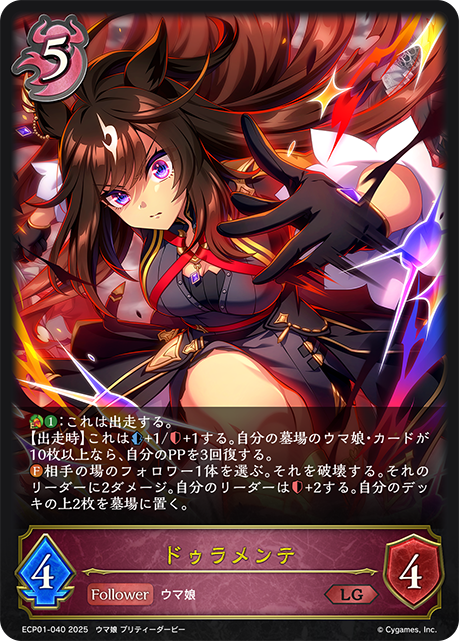 5
1:これは出走する。
【出走時】これは+1/+1する。自分の墓場のウマ娘・カードが
10枚以上なら、自分のPPを3回復する。
F相手の場のフォロワー1体を選ぶ。それを破壊する。それの
リーダーに2ダメージ。自分のリーダーは+2する。自分のデッ
キの上2枚を墓場に置く。
ドゥラメンテ
4
Follower ウマ娘
LG
4
ECP01-040 2025 ウマ娘 プリティーダービー
© Cygames, Inc.